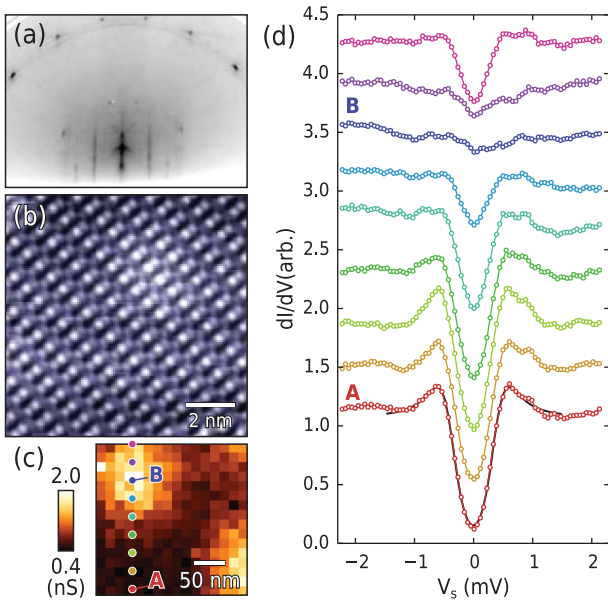 (a)
(b)
2 nm
(c)
2.0
0.4
(nS)
B
A
50 nm
(d)
4.5
4.0
3.5
3.0
2.5
2.0
1.5
1.0
0.5
0.0
dI/dV(arb.)
B
A
−2
−1
0
1
2
V_s (mV)